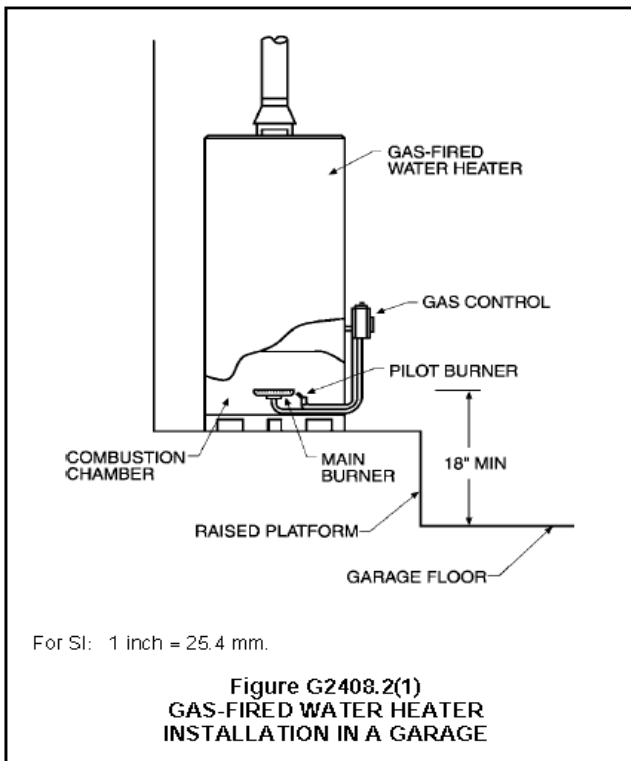 GAS-FIRED
WATER HEATER
GAS CONTROL
PILOT BURNER
COMBUSTION
CHAMBER
MAIN
BURNER
18" MIN
RAISED PLATFORM
GARAGE FLOOR
For SI: 1 inch = 25.4 mm.
Figure G2408.2(1)
GAS-FIRED WATER HEATER
INSTALLATION IN A GARAGE